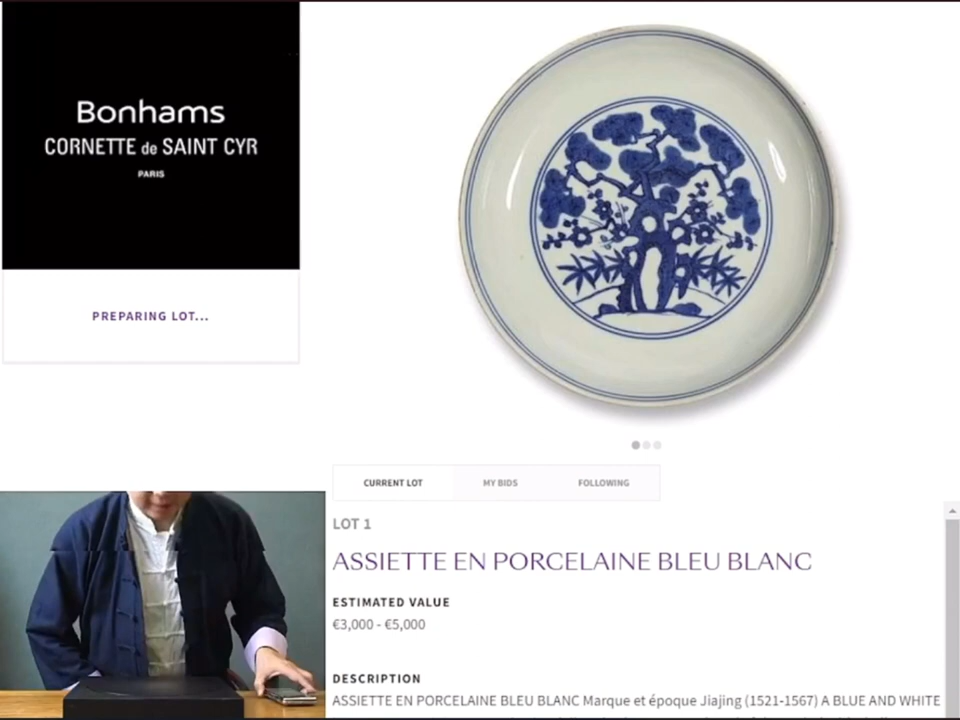 Bonhams
CORNETTE de SAINT CYR
PARIS
PREPARING LOT...
CURRENT LOT
MY BIDS
FOLLOWING
LOT 1
ASSIETTE EN PORCELAINE BLEU BLANC
ESTIMATED VALUE
€3,000 - €5,000
DESCRIPTION
ASSIETTE EN PORCELAINE BLEU BLANC Marque et époque Jiajing (1521-1567) A BLUE AND WHITE